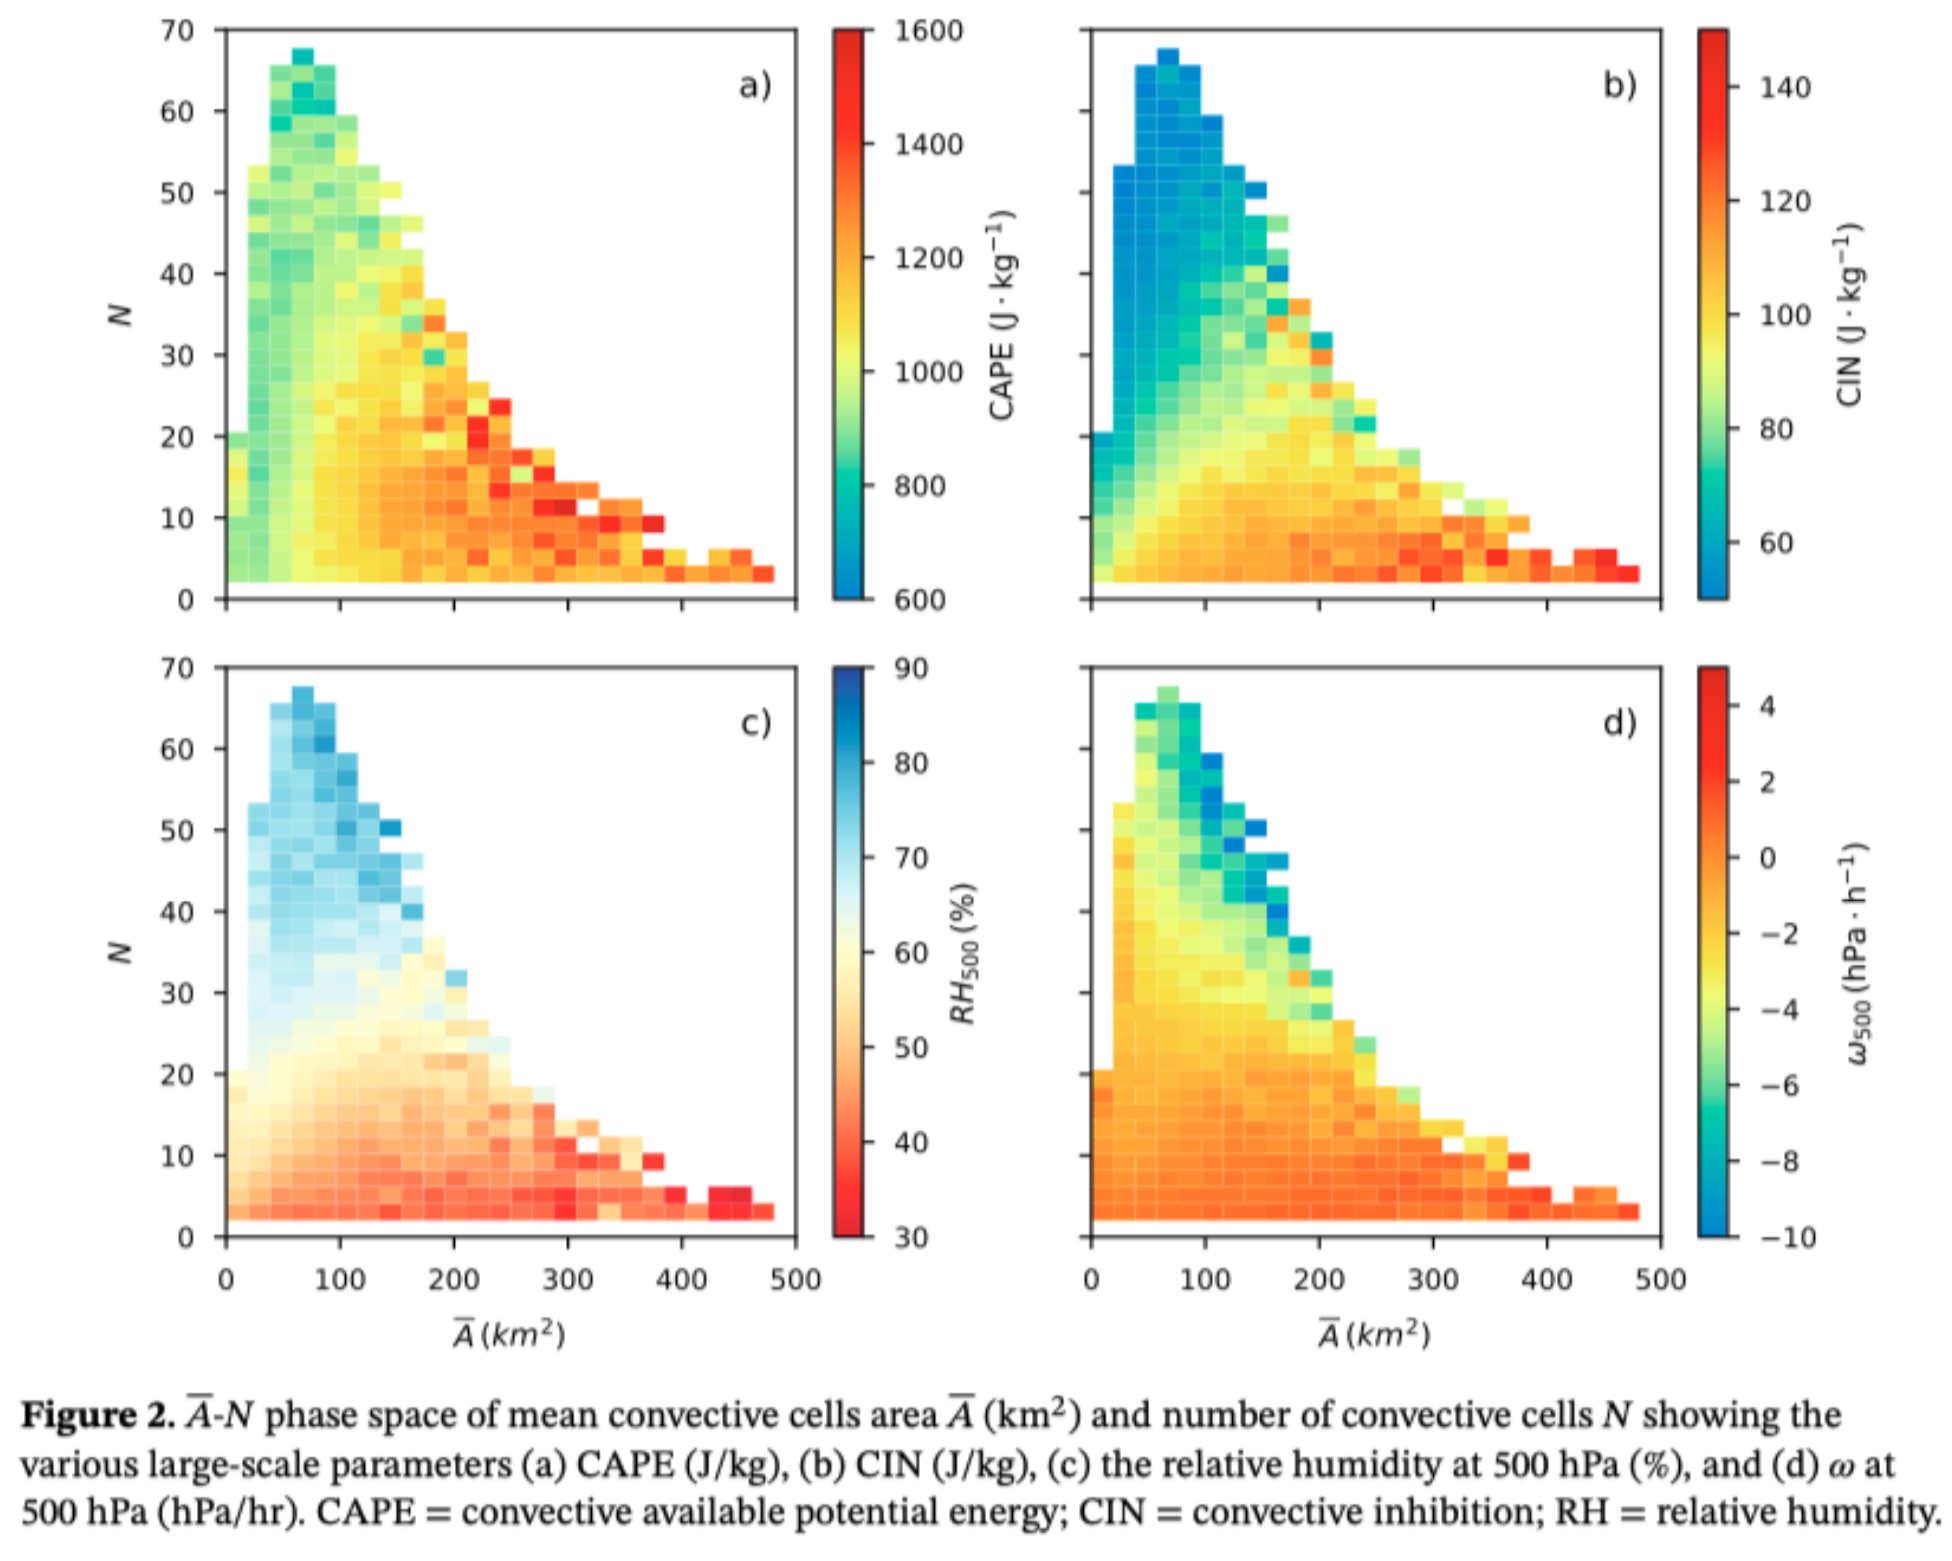 70
60
50
40
30
20
10
0
N
a)
1600
1400
1200
1000
800
600
CAPE (J · kg⁻¹)
b)
140
120
100
80
60
CIN (J · kg⁻¹)
70
60
50
40
30
20
10
0
N
c)
90
80
70
60
50
40
30
RH₅₀₀ (%)
d)
4
2
0
−2
−4
−6
−8
−10
ω₅₀₀ (hPa · h⁻¹)
0 100 200 300 400 500
0 100 200 300 400 500
A̅ (km²)
A̅ (km²)
Figure 2. A̅-N phase space of mean convective cells area A̅ (km²) and number of convective cells N showing the
various large-scale parameters (a) CAPE (J/kg), (b) CIN (J/kg), (c) the relative humidity at 500 hPa (%), and (d) ω at
500 hPa (hPa/hr). CAPE = convective available potential energy; CIN = convective inhibition; RH = relative humidity.